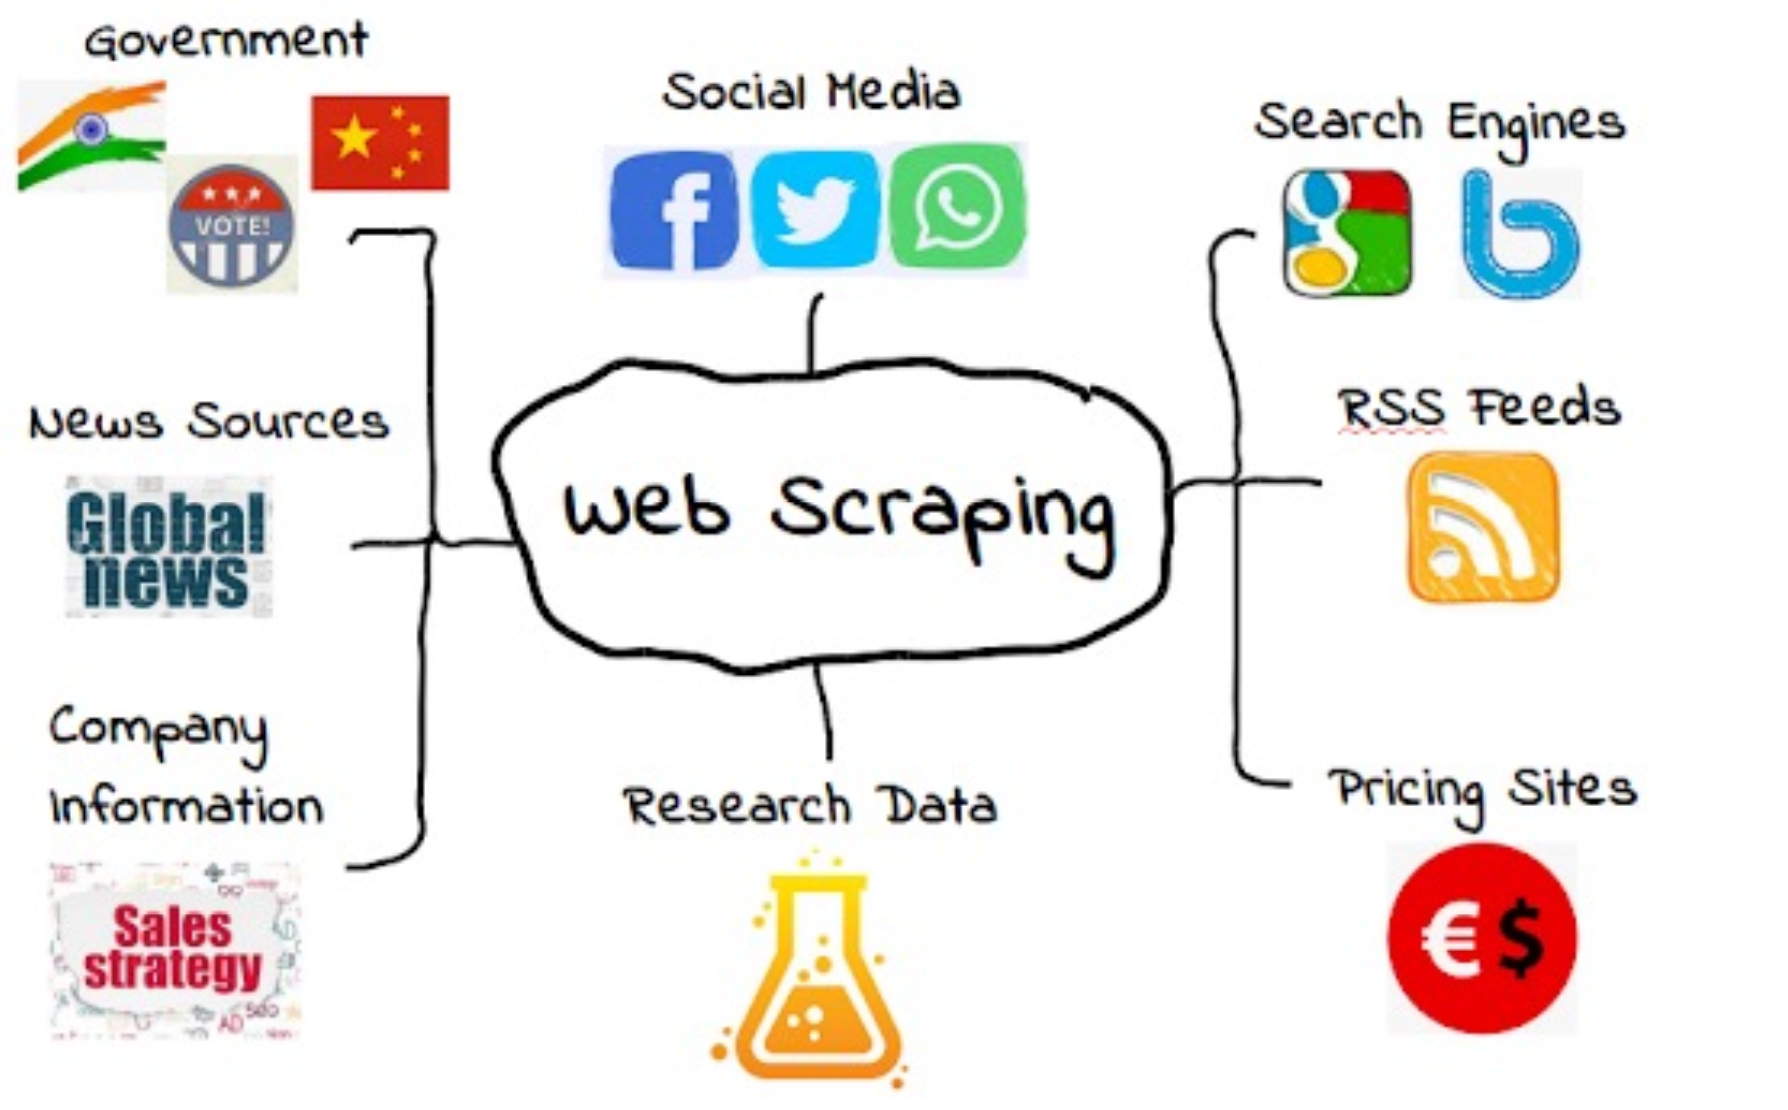 Government
VOTE!
Social Media
Search Engines
News Sources
Global
news
Web Scraping
RSS Feeds
Company
Information
Sales
strategy
AD
Research Data
Pricing Sites
€ $